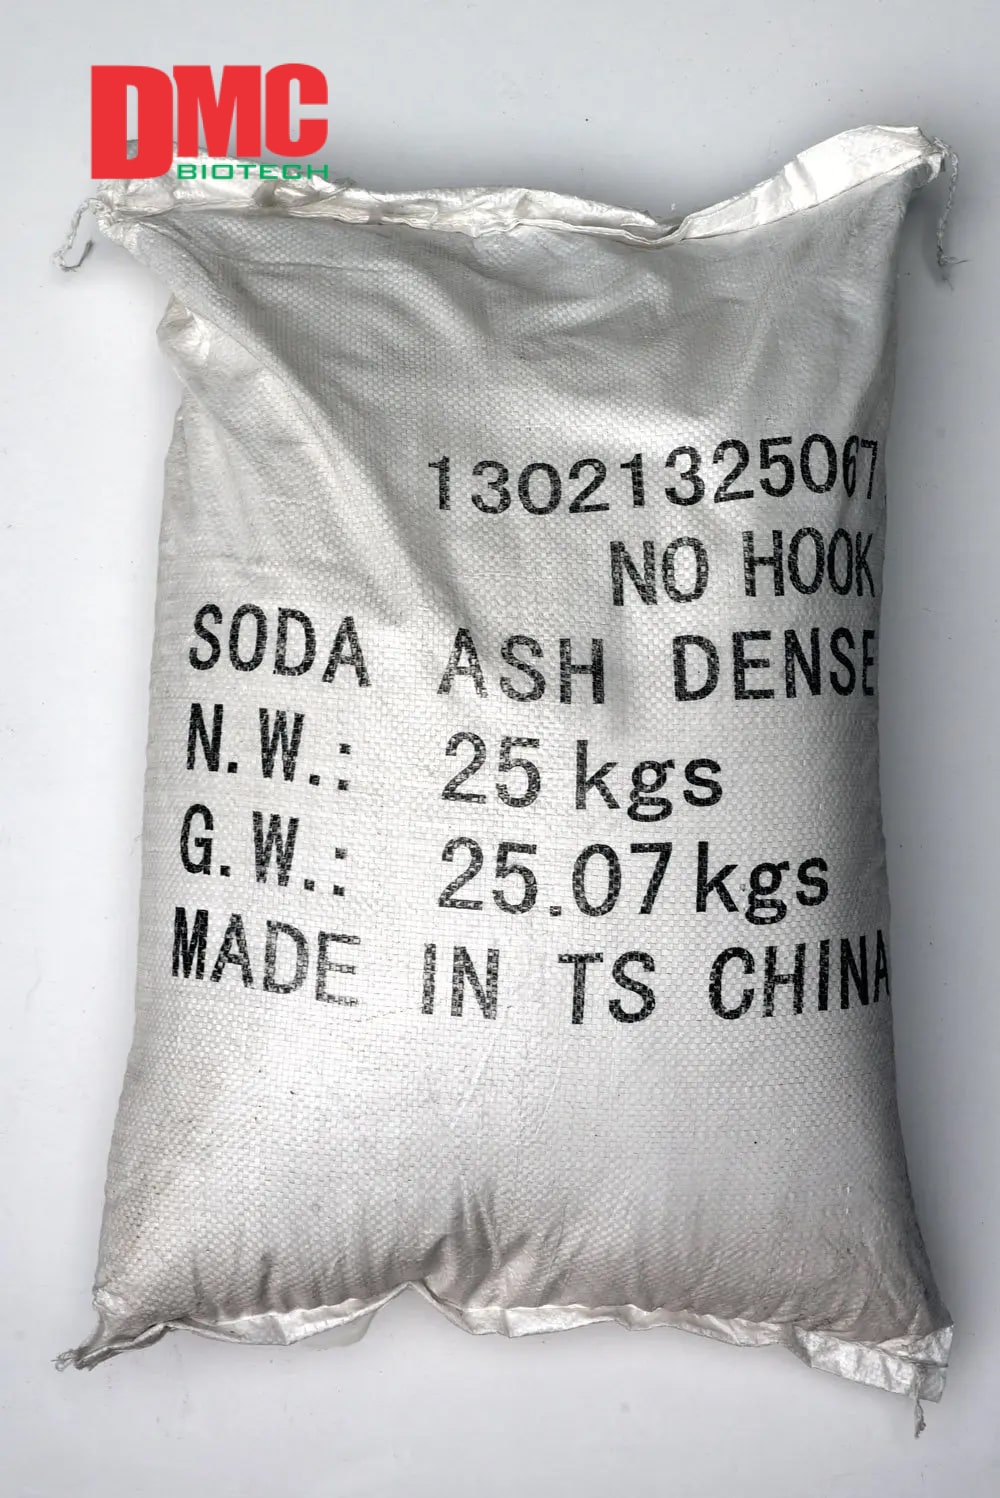 DMC
BIOTECH
13021325067
NO HOOK
SODA ASH DENSE
N.W.: 25 kgs
G.W.: 25.07 kgs
MADE IN TS CHINA